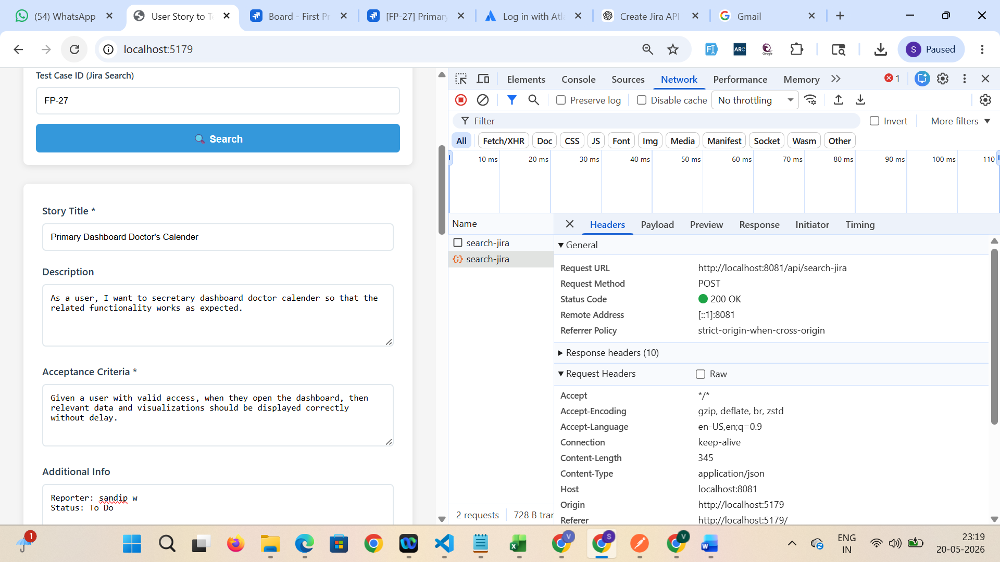 (54) WhatsApp
User Story to Te
Board - First Pr
[FP-27] Primary
Log in with Atla
Create Jira API
Gmail
localhost:5179
Paused
Test Case ID (Jira Search)
FP-27
Search
Story Title *
Primary Dashboard Doctor's Calender
Description
As a user, I want to secretary dashboard doctor calender so that the
related functionality works as expected.
Acceptance Criteria *
Given a user with valid access, when they open the dashboard, then
relevant data and visualizations should be displayed correctly
without delay.
Additional Info
Reporter: sandip w
Status: To Do
Elements Console Sources Network Performance Memory 1
Preserve log Disable cache No throttling
Filter Invert More filters
All Fetch/XHR Doc CSS JS Font Img Media Manifest Socket Wasm Other
10 ms 20 ms 30 ms 40 ms 50 ms 60 ms 70 ms 80 ms 90 ms 100 ms 110
Name
search-jira
search-jira
2 requests 728 B tran
Headers Payload Preview Response Initiator Timing
General
Request URL http://localhost:8081/api/search-jira
Request Method POST
Status Code 200 OK
Remote Address [::1]:8081
Referrer Policy strict-origin-when-cross-origin
Response headers (10)
Request Headers Raw
Accept */*
Accept-Encoding gzip, deflate, br, zstd
Accept-Language en-US,en;q=0.9
Connection keep-alive
Content-Length 345
Content-Type application/json
Host localhost:8081
Origin http://localhost:5179
Referer http://localhost:5179/
1
ENG
IN
23:19
20-05-2026